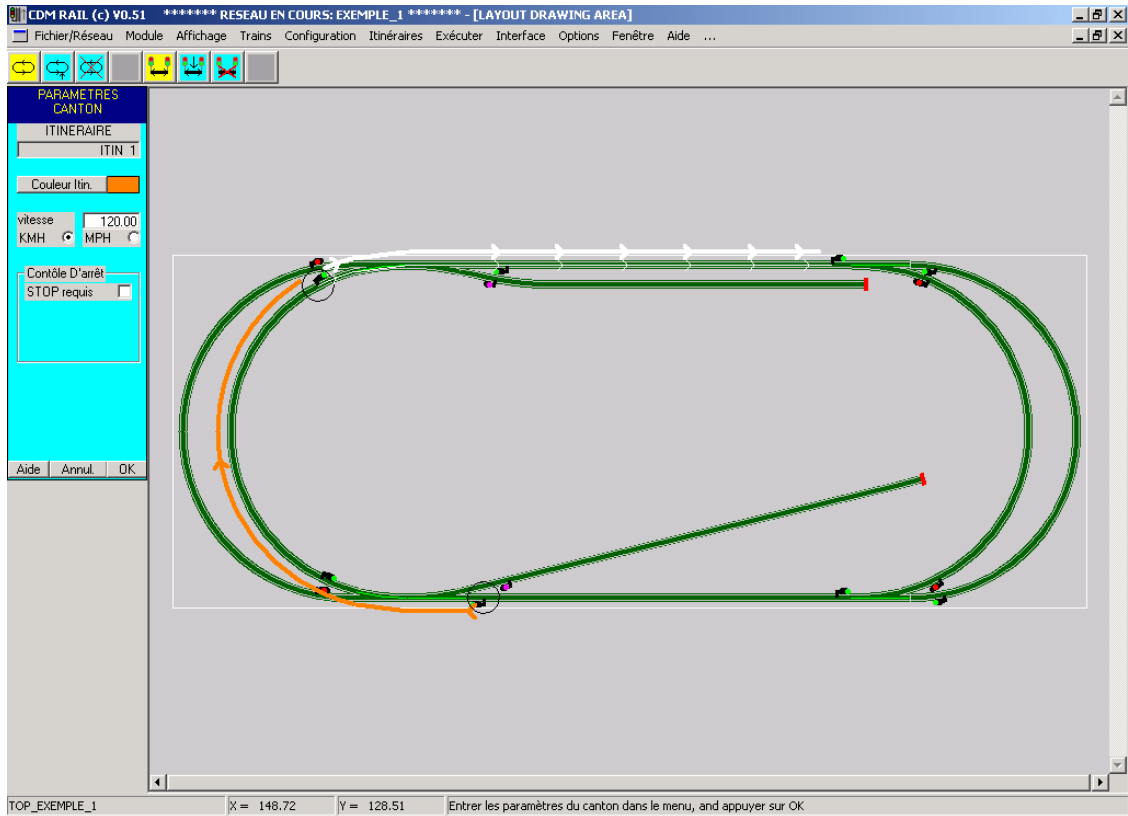 CDM RAIL (c) V0.51 ******* RESEAU EN COURS: EXEMPLE_1 ******* - [LAYOUT DRAWING AREA]
Fichier/Réseau Module Affichage Trains Configuration Itinéraires Exécuter Interface Options Fenêtre Aide ...
PARAMETRES
CANTON
ITINERAIRE
ITIN 1
Couleur Itin.
vitesse 120.00
KMH MPH
Contôle D'arrêt
STOP requis
Aide Annul. OK
TOP_EXEMPLE_1 X = 148.72 Y = 128.51 Entrer les paramètres du canton dans le menu, and appuyer sur OK